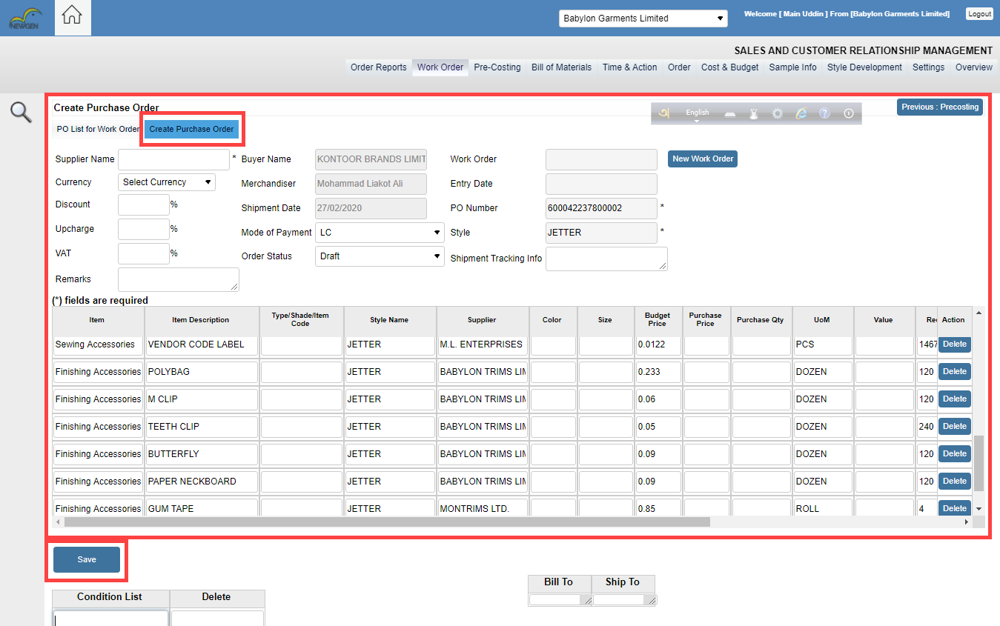 NEWGEN
Babylon Garments Limited
Welcome [ Main Uddin ] From [Babylon Garments Limited]
Logout
SALES AND CUSTOMER RELATIONSHIP MANAGEMENT
Order Reports Work Order Pre-Costing Bill of Materials Time & Action Order Cost & Budget Sample Info Style Development Settings Overview
Create Purchase Order
অ English
Previous : Precosting
PO List for Work Order Create Purchase Order
Supplier Name * Buyer Name KONTOOR BRANDS LIMIT Work Order New Work Order
Currency Select Currency Merchandiser Mohammad Liakot Ali Entry Date
Discount % Shipment Date 27/02/2020 PO Number 600042237800002 *
Upcharge % Mode of Payment LC Style JETTER *
VAT % Order Status Draft Shipment Tracking Info
Remarks
(*) fields are required
Item Item Description Type/Shade/Item Code Style Name Supplier Color Size Budget Price Purchase Price Purchase Qty UoM Value Re Action
Sewing Accessories VENDOR CODE LABEL JETTER M.L. ENTERPRISES 0.0122 PCS 1467 Delete
Finishing Accessories POLYBAG JETTER BABYLON TRIMS LIM 0.233 DOZEN 120 Delete
Finishing Accessories M CLIP JETTER BABYLON TRIMS LIM 0.06 DOZEN 120 Delete
Finishing Accessories TEETH CLIP JETTER BABYLON TRIMS LIM 0.05 DOZEN 240 Delete
Finishing Accessories BUTTERFLY JETTER BABYLON TRIMS LIM 0.09 DOZEN 120 Delete
Finishing Accessories PAPER NECKBOARD JETTER BABYLON TRIMS LIM 0.09 DOZEN 120 Delete
Finishing Accessories GUM TAPE JETTER MONTRIMS LTD. 0.85 ROLL 4 Delete
Save
Bill To Ship To
Condition List Delete